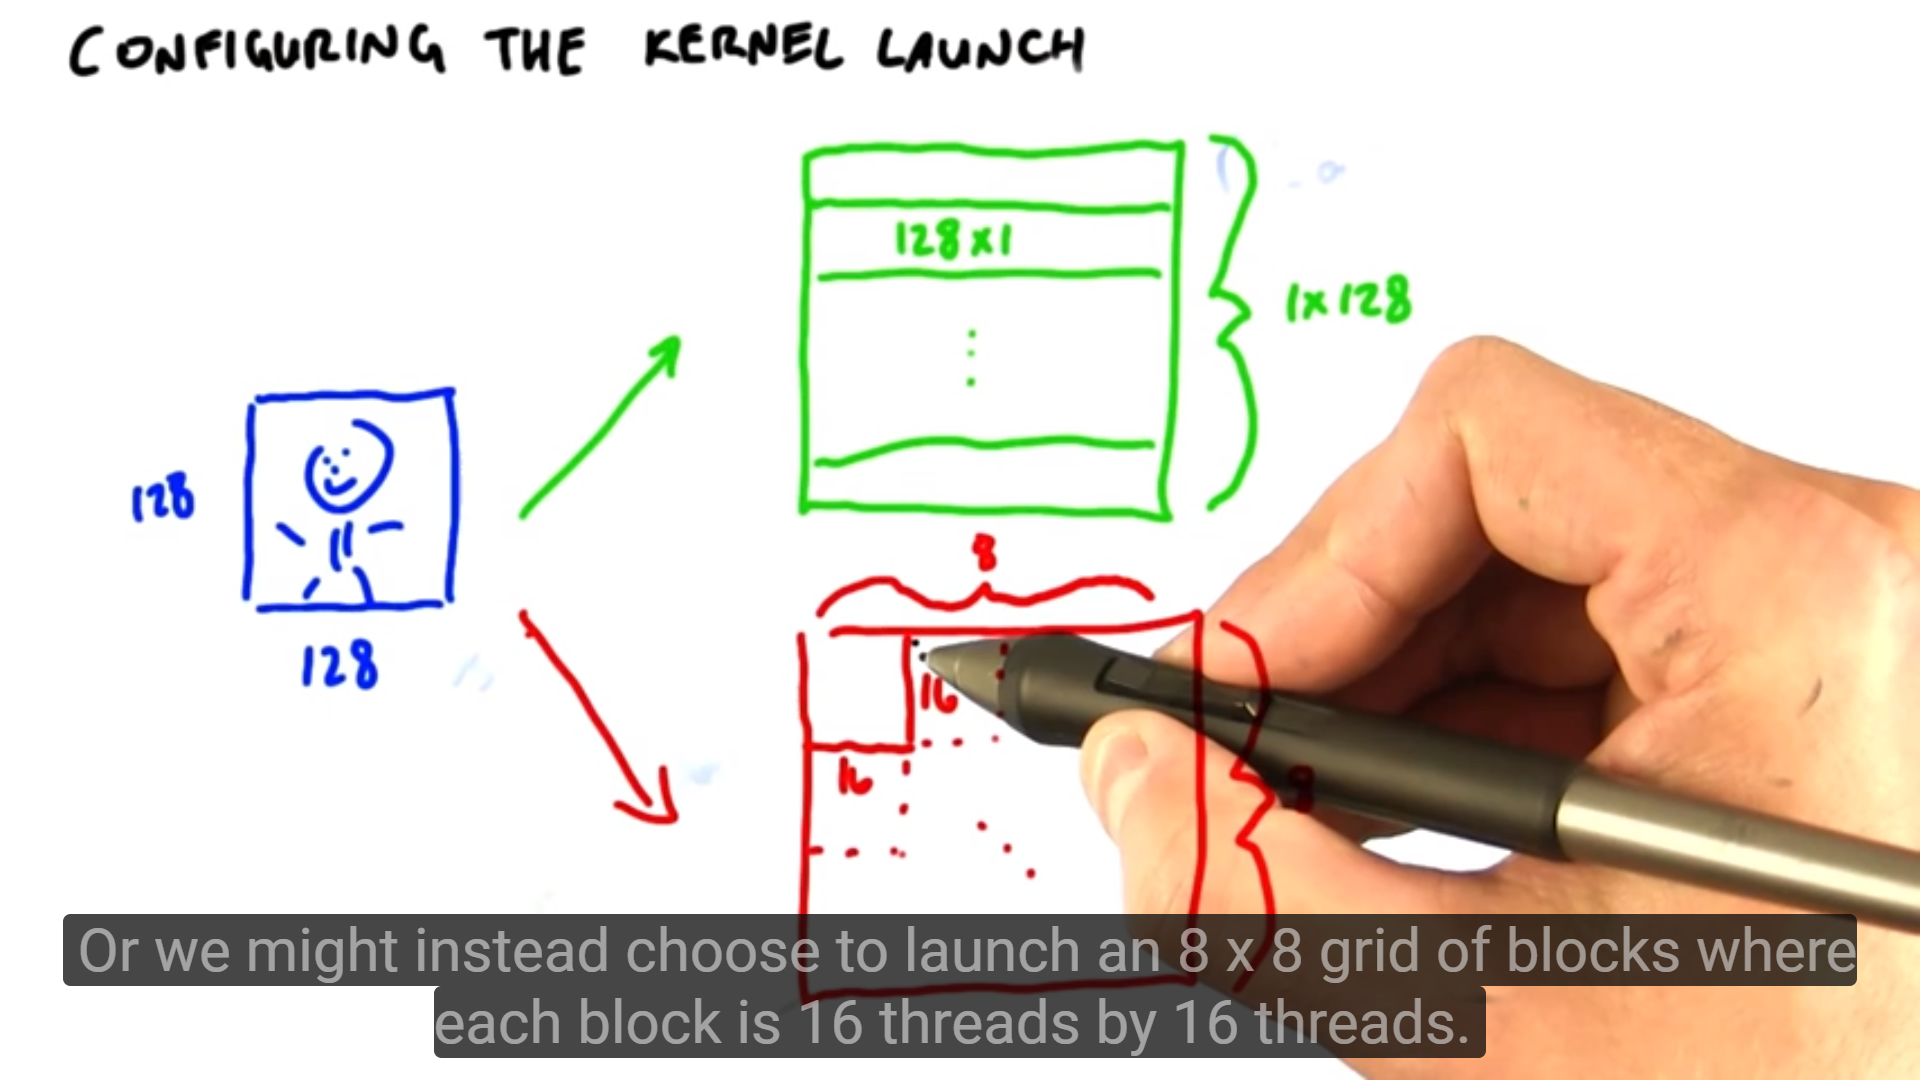 CONFIGURING THE KERNEL LAUNCH
128x1
1x128
128
128
8
16
16
8
Or we might instead choose to launch an 8 x 8 grid of blocks where
each block is 16 threads by 16 threads.